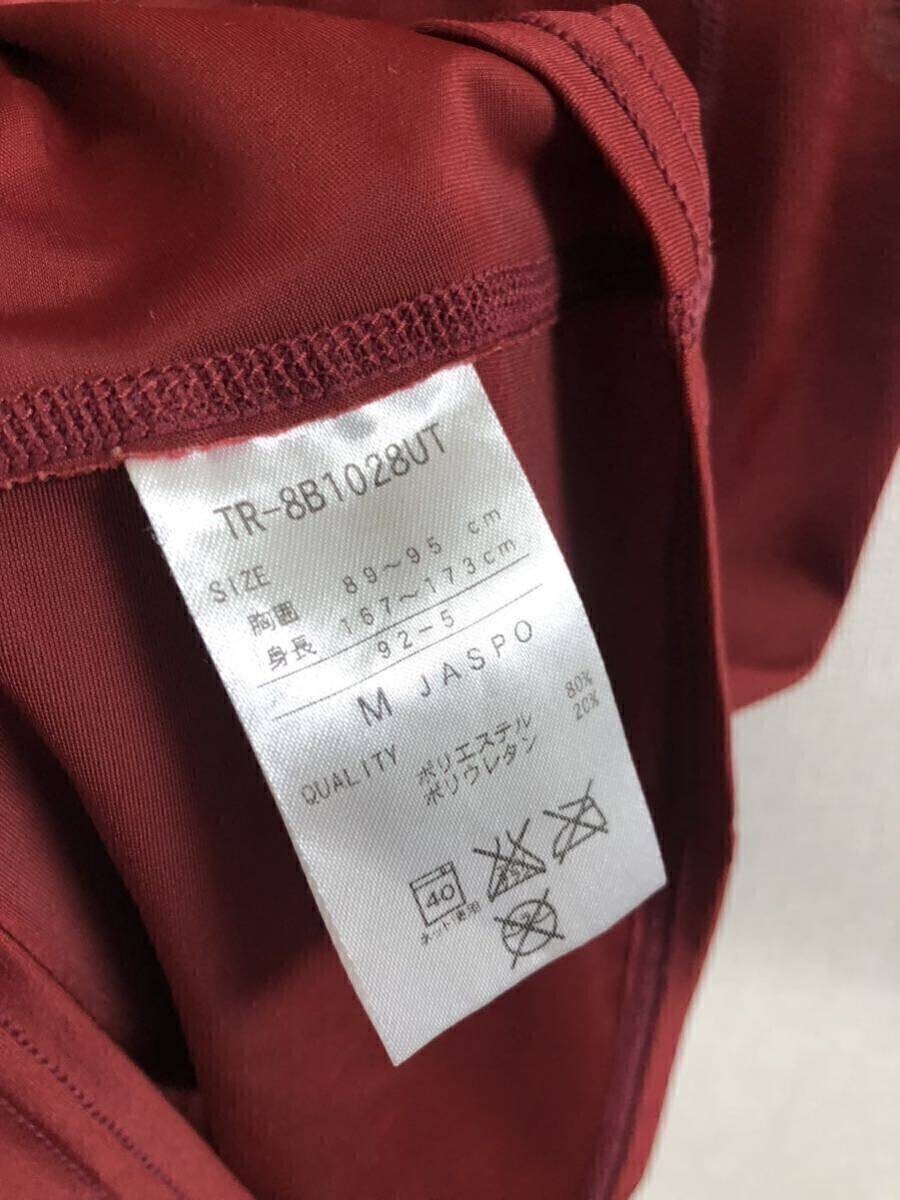 TR-8B1028UT
SIZE
胸囲 89～95 cm
身長 167～173cm
92-5
M JASPO
QUALITY ポリエステル 80%
ポリウレタン 20%
40
ネット使用